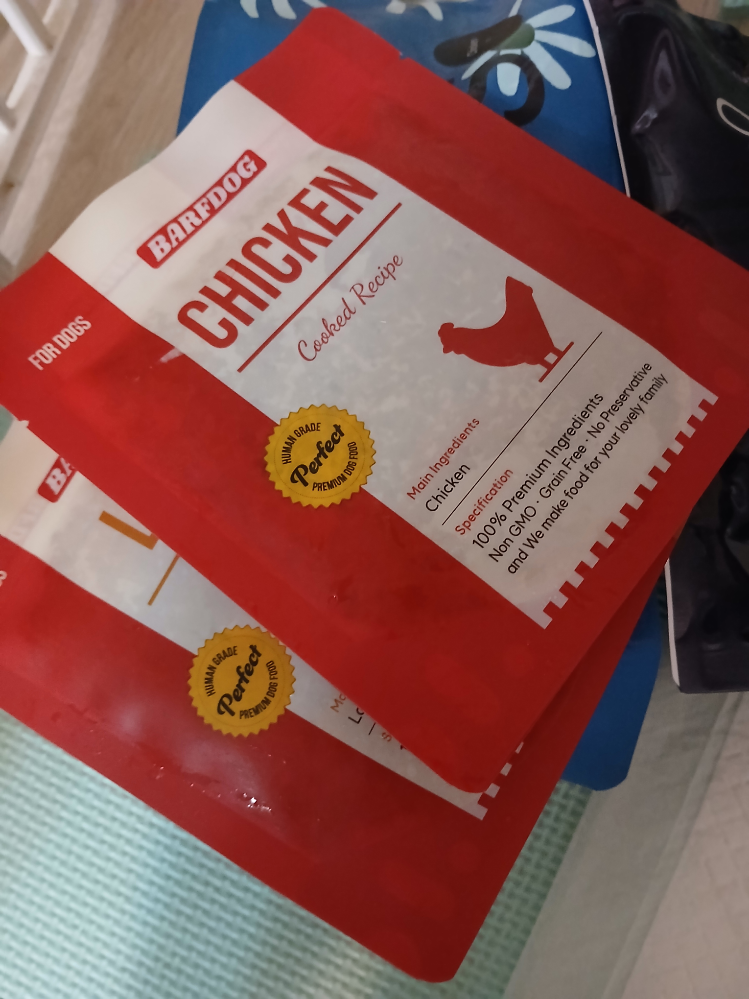 BARFDOG
CHICKEN
Cooked Recipe
FOR DOGS
HUMAN GRADE
Perfect
PREMIUM DOG FOOD
Main Ingredients
Chicken
Specification
100% Premium Ingredients
Non GMO · Grain Free · No Preservative
and We make food for your lovely family
HUMAN GRADE
Perfect
PREMIUM DOG FOOD